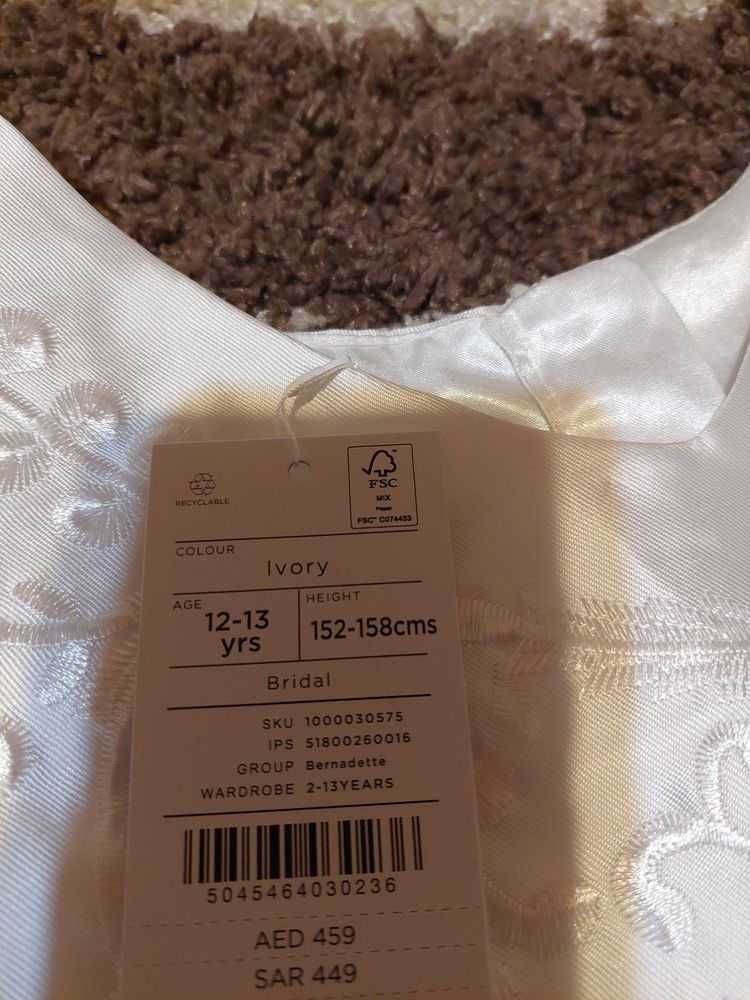 RECYCLABLE
FSC
MIX
Paper
FSC® C074453
COLOUR
Ivory
AGE
12-13
yrs
HEIGHT
152-158cms
Bridal
SKU 1000030575
IPS 51800260016
GROUP Bernadette
WARDROBE 2-13YEARS
5045464030236
AED 459
SAR 449